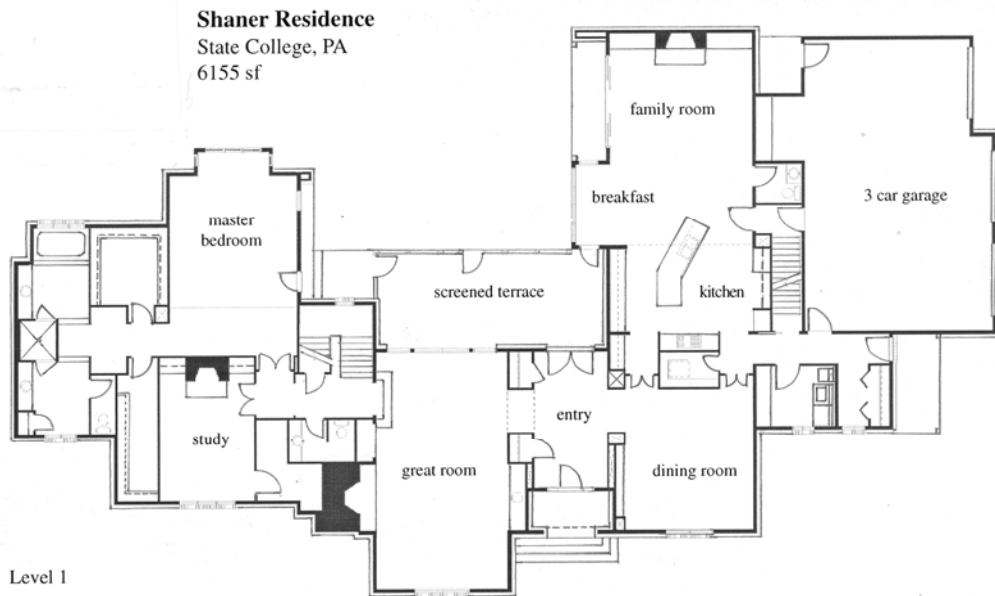 Shaner Residence
State College, PA
6155 sf
family room
breakfast
3 car garage
master
bedroom
screened terrace
kitchen
study
great room
entry
dining room
Level 1